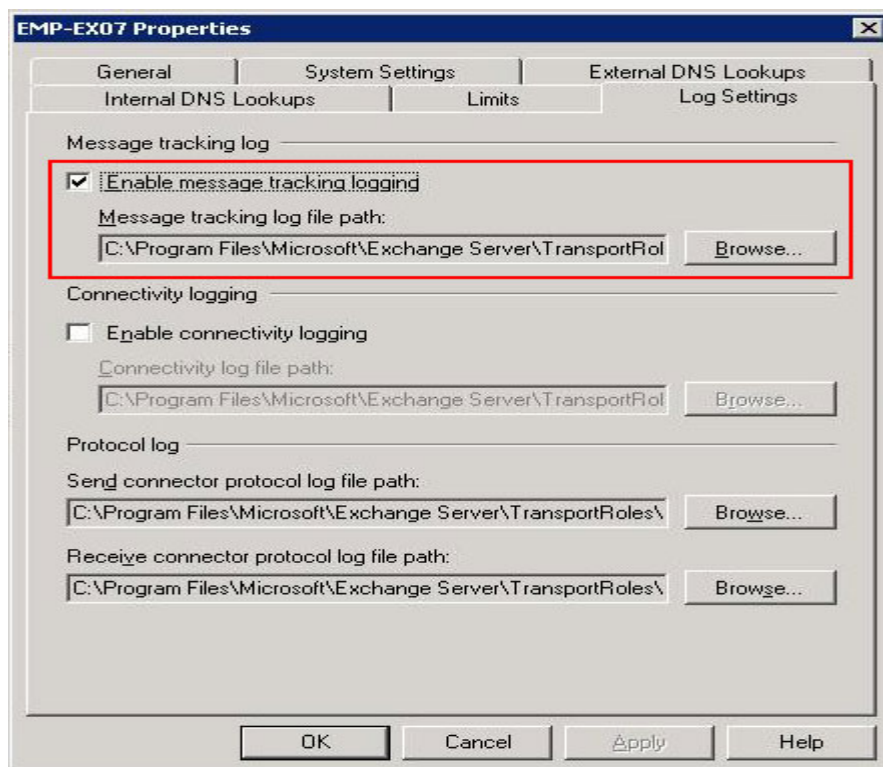 EMP-EX07 Properties
General System Settings External DNS Lookups
Internal DNS Lookups Limits Log Settings
Message tracking log
Enable message tracking logging
Message tracking log file path:
C:\Program Files\Microsoft\Exchange Server\TransportRol Browse...
Connectivity logging
Enable connectivity logging
Connectivity log file path:
C:\Program Files\Microsoft\Exchange Server\TransportRol Browse...
Protocol log
Send connector protocol log file path:
C:\Program Files\Microsoft\Exchange Server\TransportRoles\ Browse...
Receive connector protocol log file path:
C:\Program Files\Microsoft\Exchange Server\TransportRoles\ Browse...
OK Cancel Apply Help